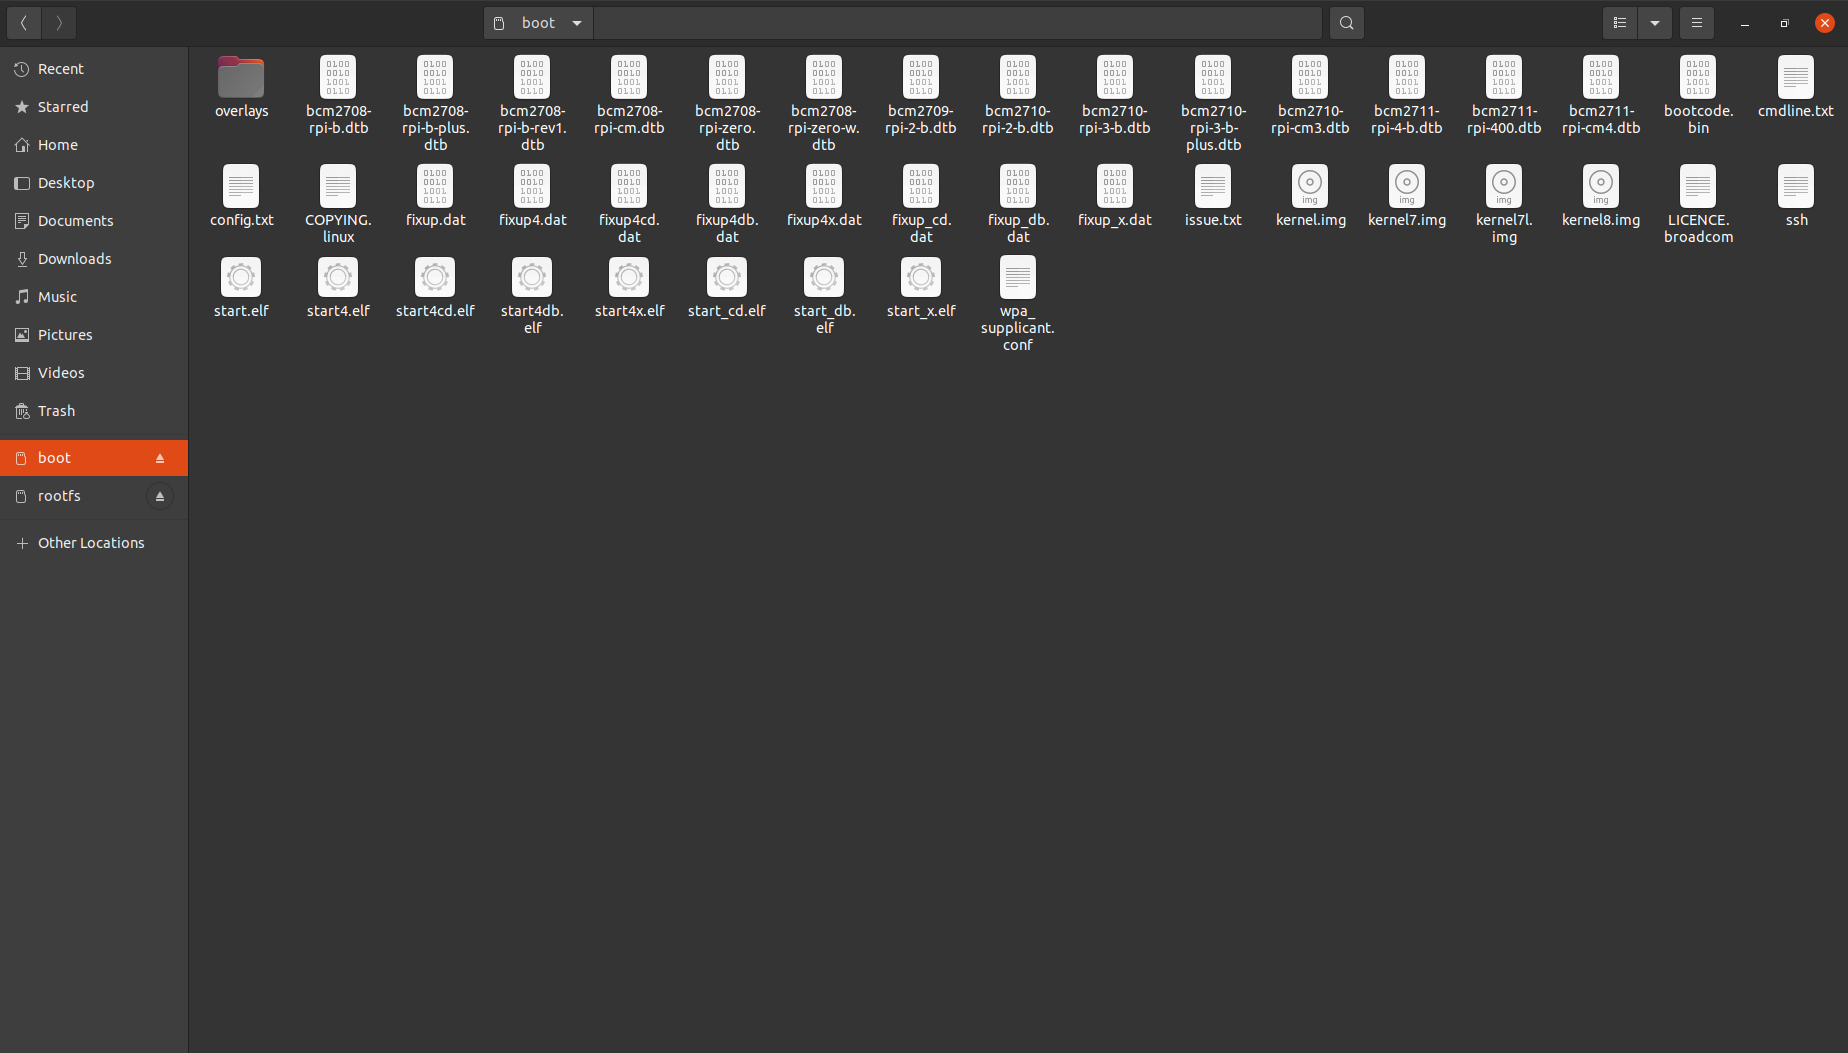 boot
Recent
Starred
Home
Desktop
Documents
Downloads
Music
Pictures
Videos
Trash
boot
rootfs
Other Locations
overlays
bcm2708-
rpi-b.dtb
bcm2708-
rpi-b-plus.
dtb
bcm2708-
rpi-b-rev1.
dtb
bcm2708-
rpi-cm.dtb
bcm2708-
rpi-zero.
dtb
bcm2708-
rpi-zero-w.
dtb
bcm2709-
rpi-2-b.dtb
bcm2710-
rpi-2-b.dtb
bcm2710-
rpi-3-b.dtb
bcm2710-
rpi-3-b-
plus.dtb
bcm2710-
rpi-cm3.dtb
bcm2711-
rpi-4-b.dtb
bcm2711-
rpi-400.dtb
bcm2711-
rpi-cm4.dtb
bootcode.
bin
cmdline.txt
config.txt
COPYING.
linux
fixup.dat
fixup4.dat
fixup4cd.
dat
fixup4db.
dat
fixup4x.dat
fixup_cd.
dat
fixup_db.
dat
fixup_x.dat
issue.txt
img
kernel.img
img
kernel7.img
img
kernel7l.
img
img
kernel8.img
LICENCE.
broadcom
ssh
start.elf
start4.elf
start4cd.elf
start4db.
elf
start4x.elf
start_cd.elf
start_db.
elf
start_x.elf
wpa_
supplicant.
conf